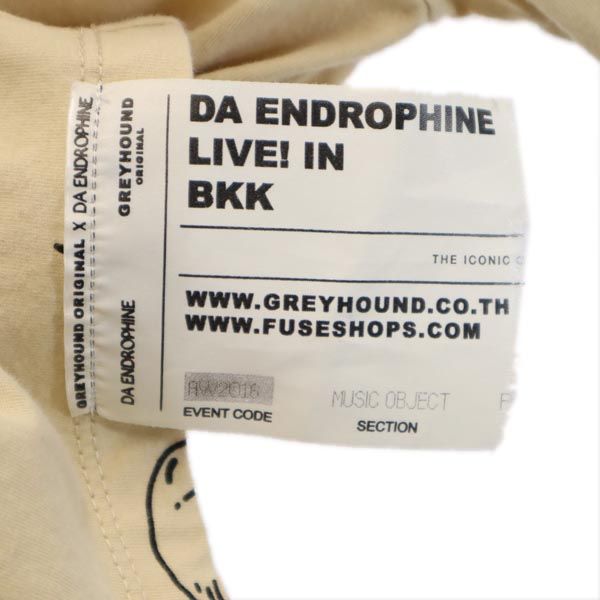 GREYHOUND ORIGINAL X DA ENDROPHINE
GREYHOUND
ORIGINAL
DA ENDROPHINE
DA ENDROPHINE
LIVE! IN
BKK
THE ICONIC
WWW.GREYHOUND.CO.TH
WWW.FUSESHOPS.COM
AW2016
EVENT CODE
MUSIC OBJECT
SECTION